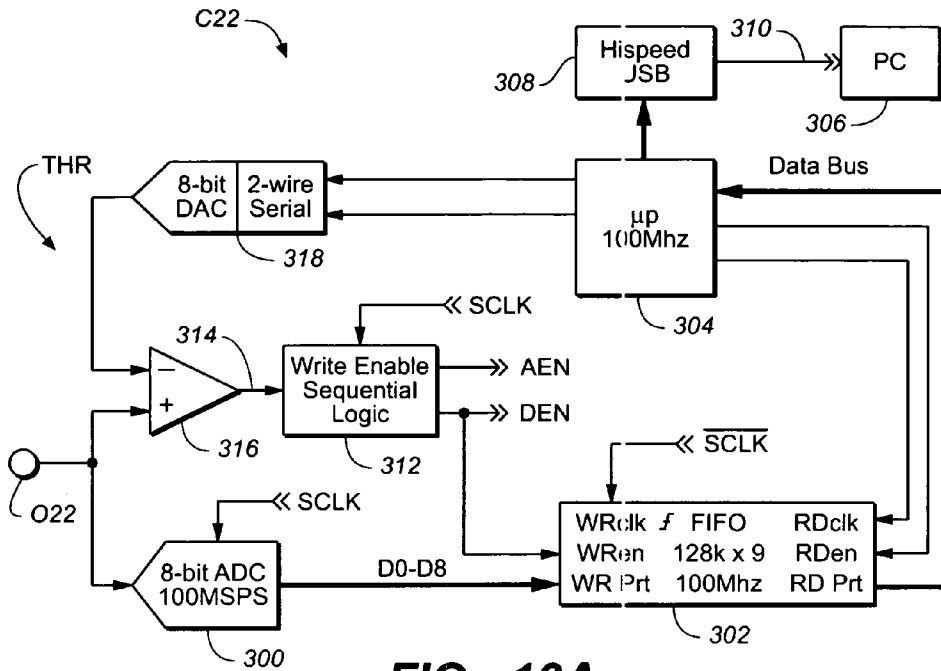 C22
310
308
Hispeed
JSB
PC
306
THR
8-bit
DAC
2-wire
Serial
318
µp
100Mhz
304
Data Bus
SCLK
314
Write Enable
Sequential
Logic
312
AEN
DEN
−
+
316
O22
SCLK
SCLK
8-bit ADC
100MSPS
300
D0-D8
WRclk FIFO RDclk
WRen 128k x 9 RDen
WR Prt 100Mhz RD Prt
302